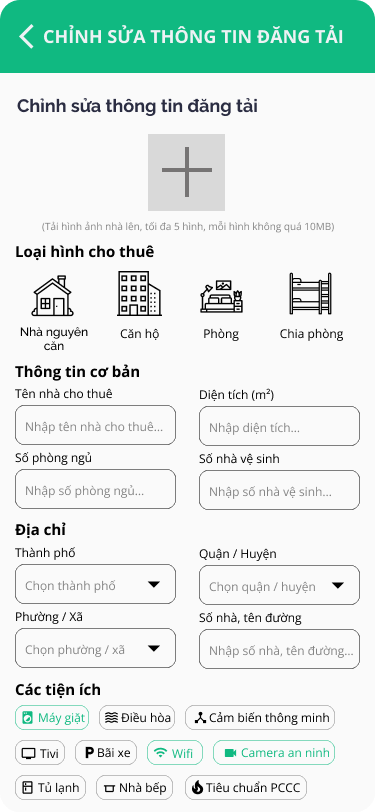 CHỈNH SỬA THÔNG TIN ĐĂNG TẢI
Chỉnh sửa thông tin đăng tải
(Tải hình ảnh nhà lên, tối đa 5 hình, mỗi hình không quá 10MB)
Loại hình cho thuê
Nhà nguyên căn
Căn hộ
Phòng
Chia phòng
Thông tin cơ bản
Tên nhà cho thuê
Diện tích (m²)
Nhập tên nhà cho thuê...
Nhập diện tích...
Số phòng ngủ
Số nhà vệ sinh
Nhập số phòng ngủ...
Nhập số nhà vệ sinh...
Địa chỉ
Thành phố
Quận / Huyện
Chọn thành phố
Chọn quận / huyện
Phường / Xã
Số nhà, tên đường
Chọn phường / xã
Nhập số nhà, tên đường...
Các tiện ích
Máy giặt
Điều hòa
Cảm biến thông minh
Tivi
P Bãi xe
Wifi
Camera an ninh
Tủ lạnh
Nhà bếp
Tiêu chuẩn PCCC